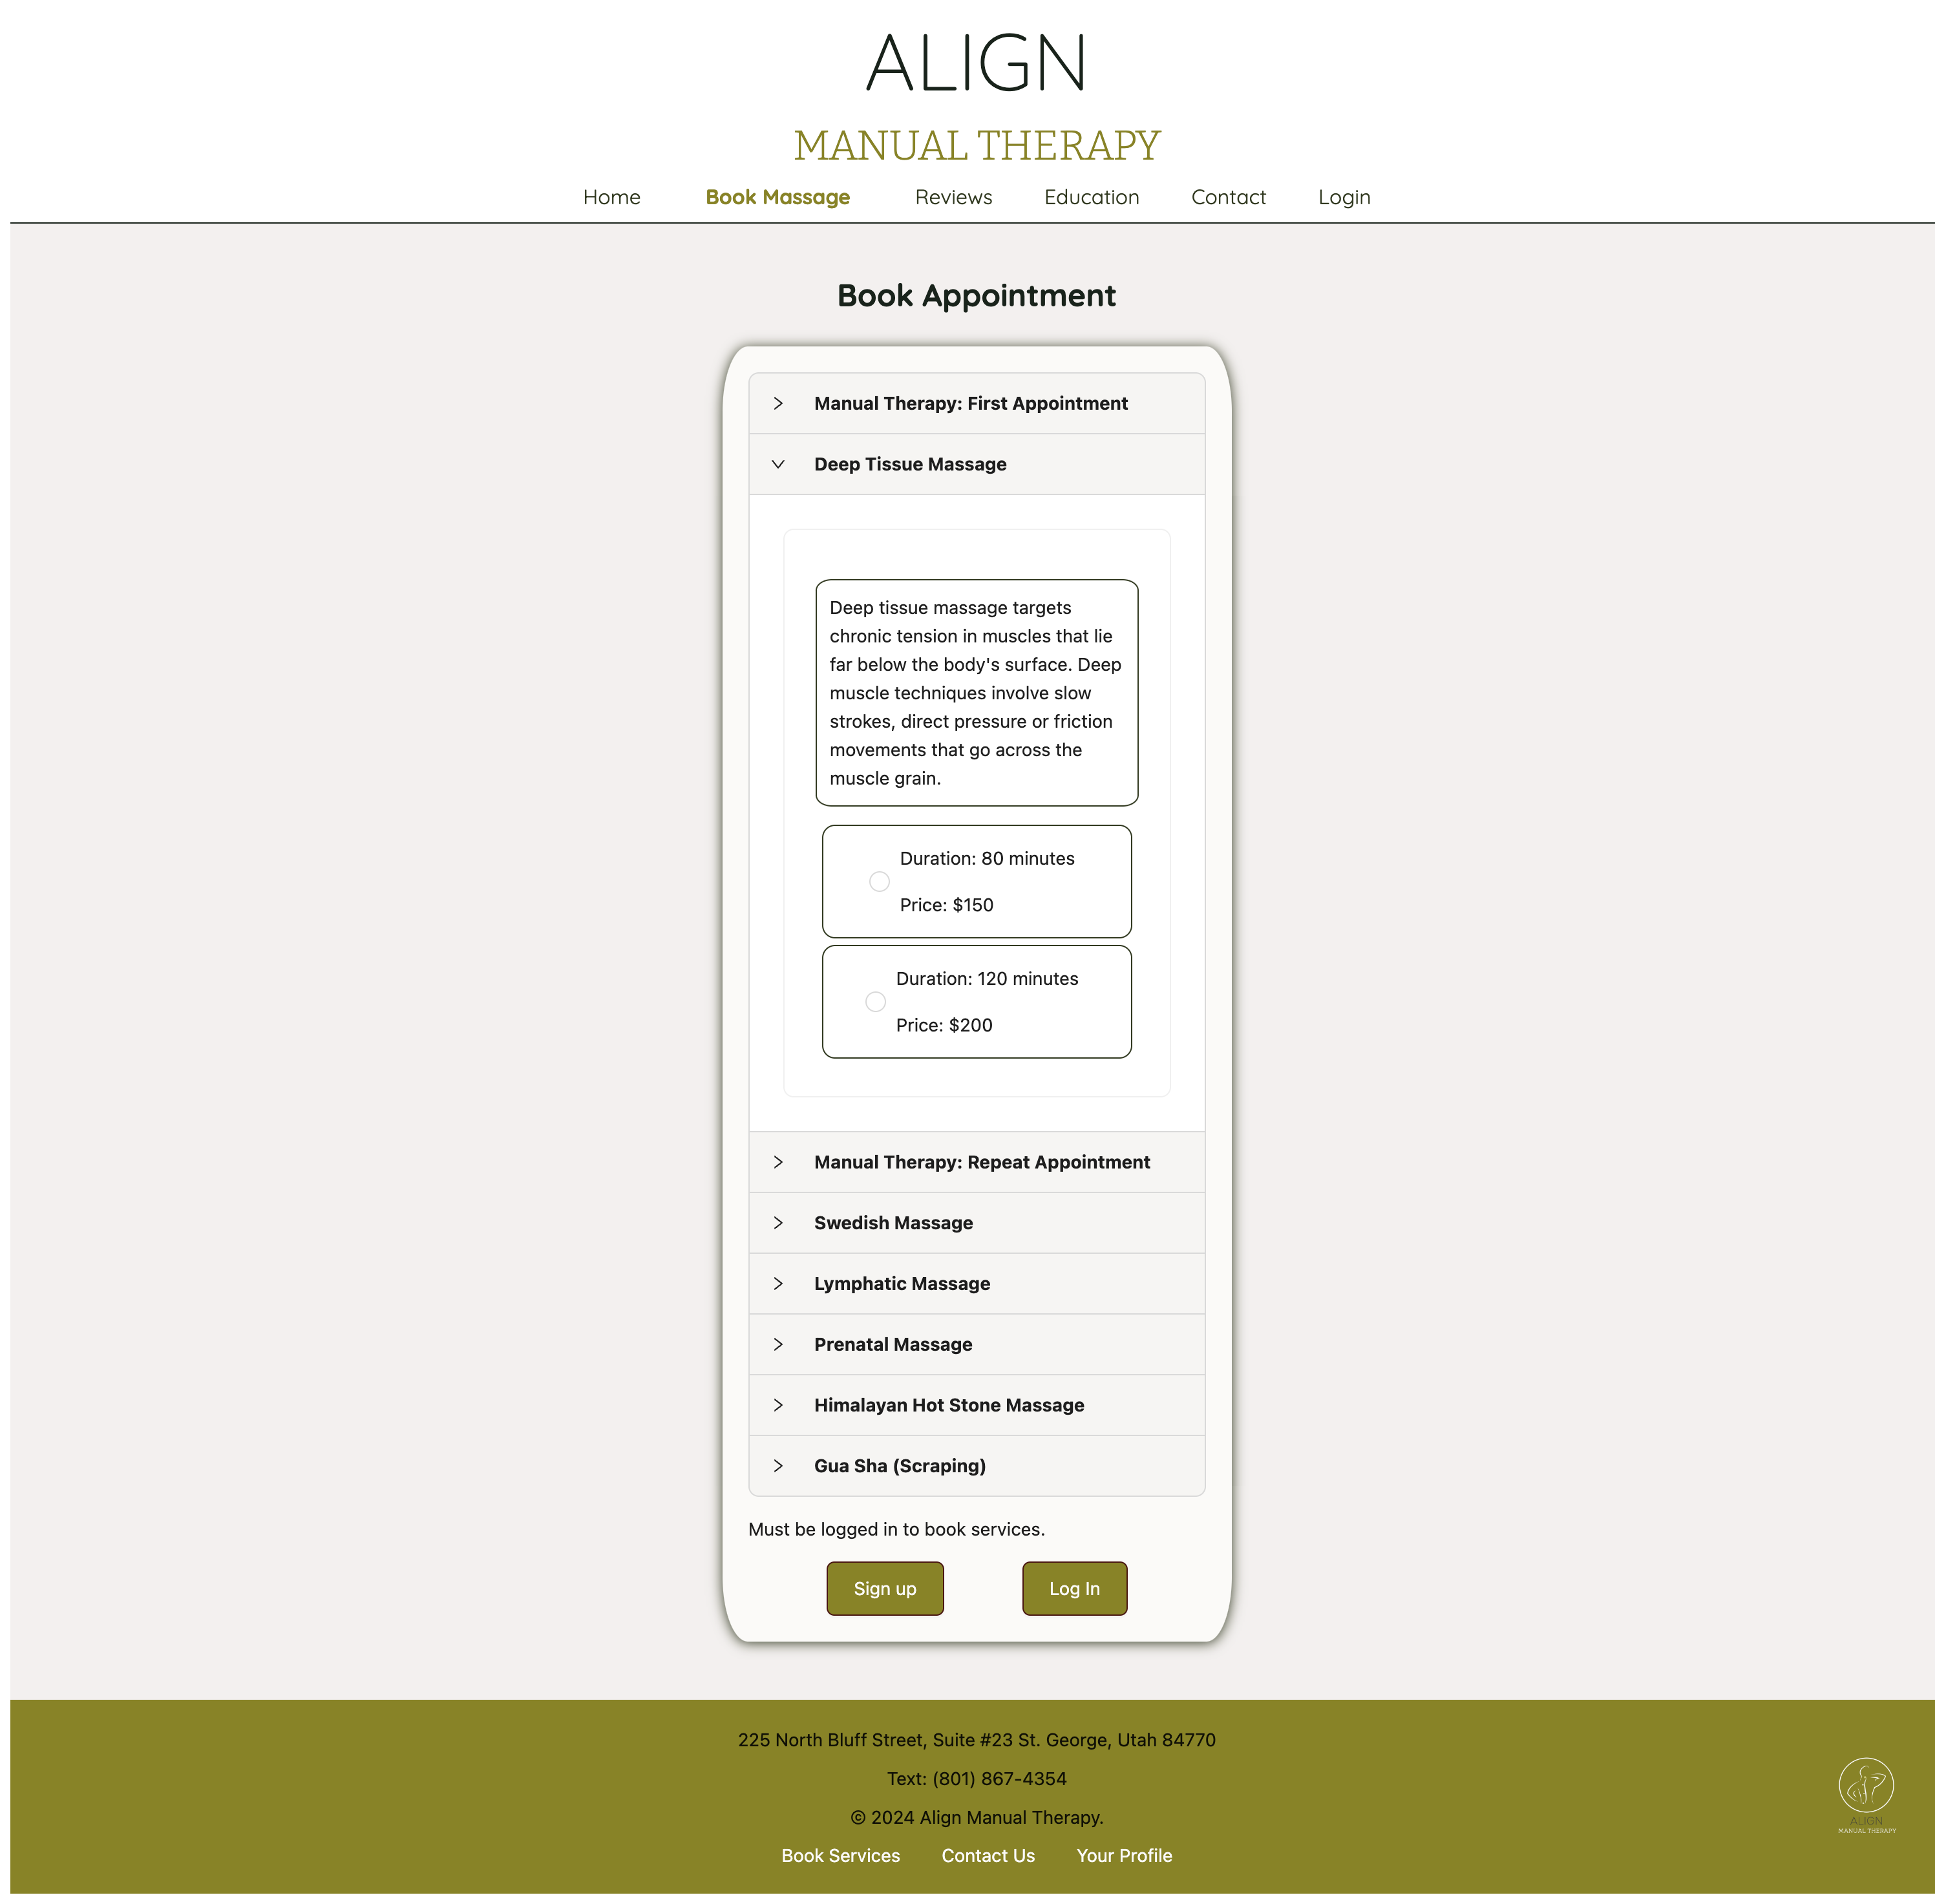 ALIGN
MANUAL THERAPY
Home Book Massage Reviews Education Contact Login
Book Appointment
Manual Therapy: First Appointment
Deep Tissue Massage
Deep tissue massage targets
chronic tension in muscles that lie
far below the body's surface. Deep
muscle techniques involve slow
strokes, direct pressure or friction
movements that go across the
muscle grain.
Duration: 80 minutes
Price: $150
Duration: 120 minutes
Price: $200
Manual Therapy: Repeat Appointment
Swedish Massage
Lymphatic Massage
Prenatal Massage
Himalayan Hot Stone Massage
Gua Sha (Scraping)
Must be logged in to book services.
Sign up Log In
225 North Bluff Street, Suite #23 St. George, Utah 84770
Text: (801) 867-4354
© 2024 Align Manual Therapy.
Book Services Contact Us Your Profile
ALIGN
MANUAL THERAPY